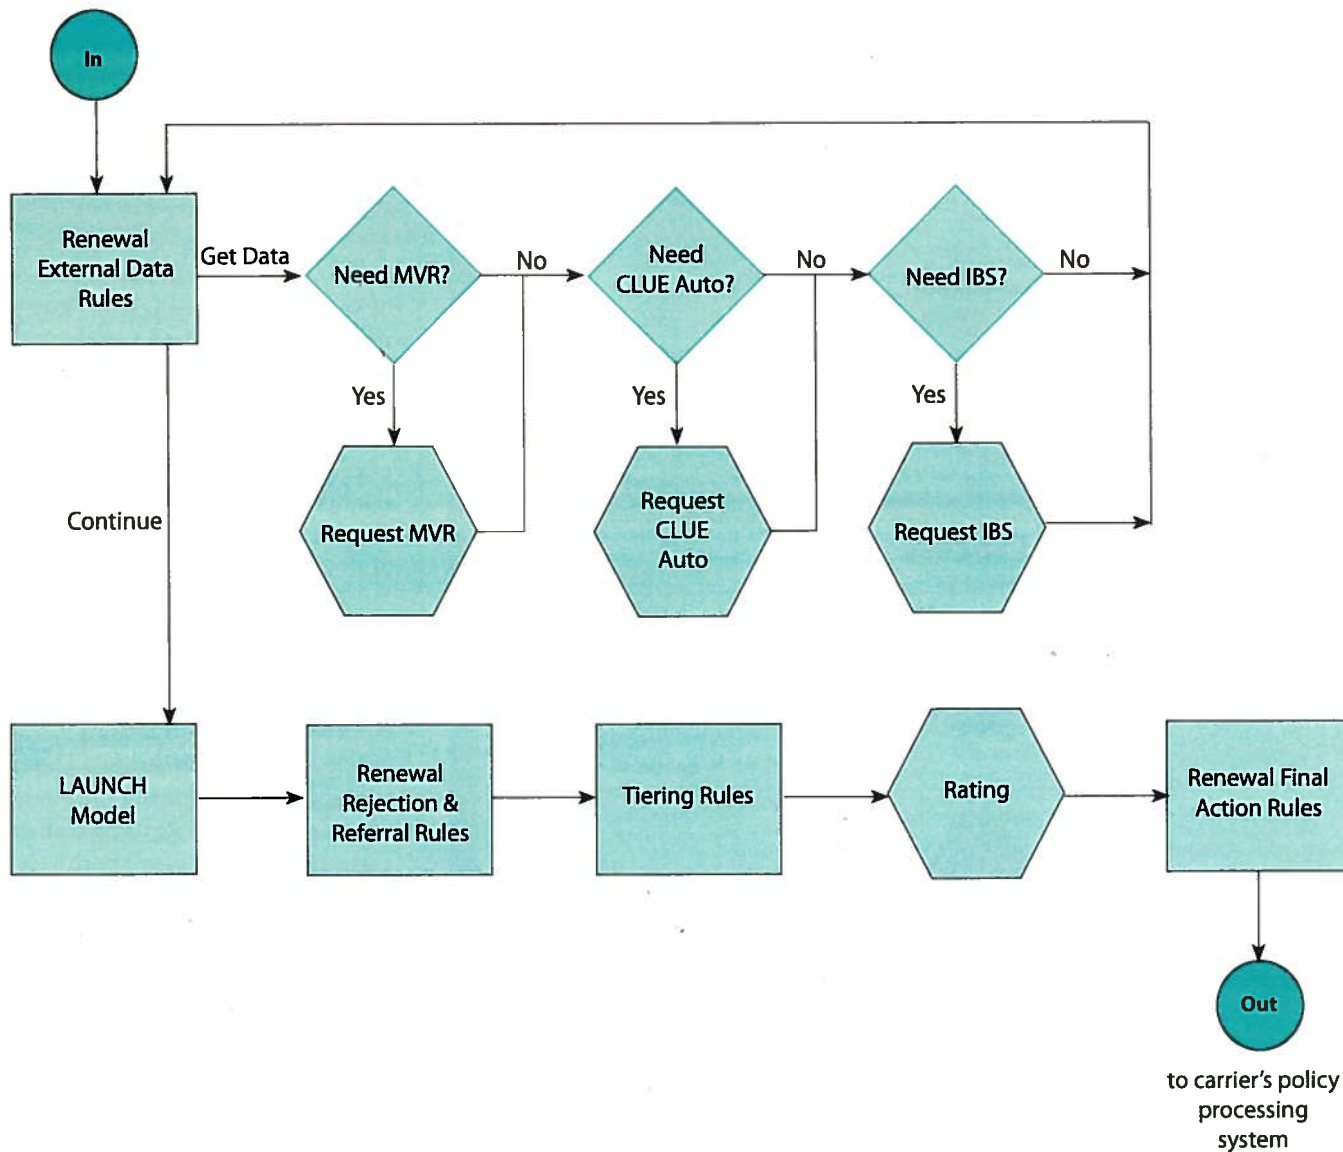 In
Renewal
External Data
Rules
Get Data
Need MVR?
No
Need
CLUE Auto?
No
Need IBS?
No
Yes
Yes
Yes
Request MVR
Request
CLUE
Auto
Request IBS
Continue
LAUNCH
Model
Renewal
Rejection &
Referral Rules
Tiering Rules
Rating
Renewal Final
Action Rules
Out
to carrier's policy
processing
system